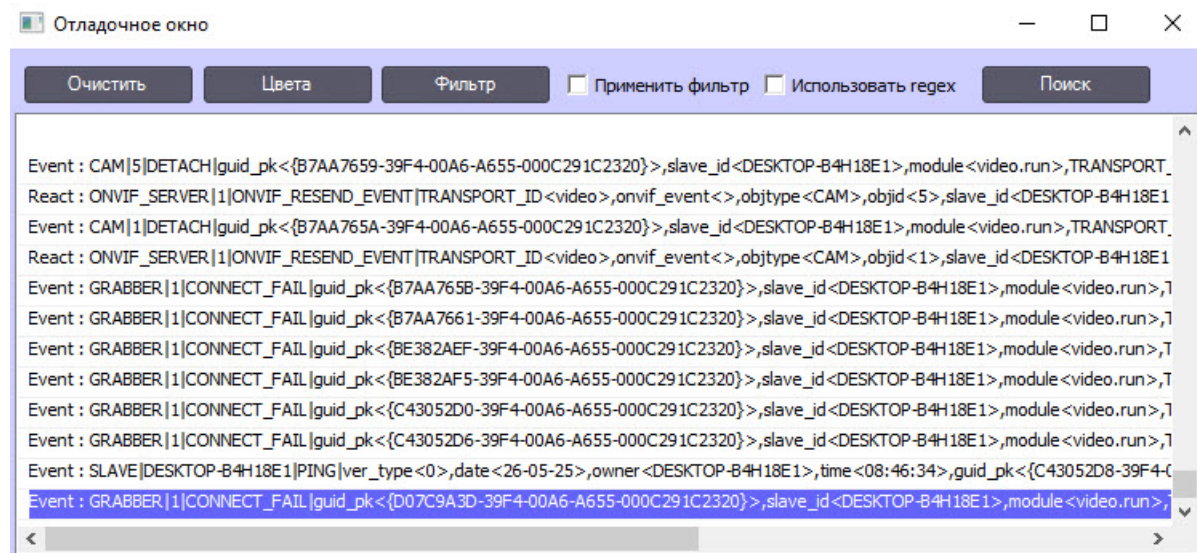 Отладочное окно
Очистить Цвета Фильтр Применить фильтр Использовать regex Поиск
Event : CAM|5|DETACH|guid_pk<{B7AA7659-39F4-00A6-A655-000C291C2320}>,slave_id<DESKTOP-B4H18E1>,module<video.run>,TRANSPORT_
React : ONVIF_SERVER|1|ONVIF_RESEND_EVENT|TRANSPORT_ID<video>,onvif_event<>,objtype<CAM>,objid<5>,slave_id<DESKTOP-B4H18E1
Event : CAM|1|DETACH|guid_pk<{B7AA765A-39F4-00A6-A655-000C291C2320}>,slave_id<DESKTOP-B4H18E1>,module<video.run>,TRANSPORT_
React : ONVIF_SERVER|1|ONVIF_RESEND_EVENT|TRANSPORT_ID<video>,onvif_event<>,objtype<CAM>,objid<1>,slave_id<DESKTOP-B4H18E1
Event : GRABBER|1|CONNECT_FAIL|guid_pk<{B7AA765B-39F4-00A6-A655-000C291C2320}>,slave_id<DESKTOP-B4H18E1>,module<video.run>,T
Event : GRABBER|1|CONNECT_FAIL|guid_pk<{B7AA7661-39F4-00A6-A655-000C291C2320}>,slave_id<DESKTOP-B4H18E1>,module<video.run>,T
Event : GRABBER|1|CONNECT_FAIL|guid_pk<{BE382AEF-39F4-00A6-A655-000C291C2320}>,slave_id<DESKTOP-B4H18E1>,module<video.run>,T
Event : GRABBER|1|CONNECT_FAIL|guid_pk<{BE382AF5-39F4-00A6-A655-000C291C2320}>,slave_id<DESKTOP-B4H18E1>,module<video.run>,T
Event : GRABBER|1|CONNECT_FAIL|guid_pk<{C43052D0-39F4-00A6-A655-000C291C2320}>,slave_id<DESKTOP-B4H18E1>,module<video.run>,T
Event : GRABBER|1|CONNECT_FAIL|guid_pk<{C43052D6-39F4-00A6-A655-000C291C2320}>,slave_id<DESKTOP-B4H18E1>,module<video.run>,T
Event : SLAVE|DESKTOP-B4H18E1|PING|ver_type<0>,date<26-05-25>,owner<DESKTOP-B4H18E1>,time<08:46:34>,guid_pk<{C43052D8-39F4-0
Event : GRABBER|1|CONNECT_FAIL|guid_pk<{D07C9A3D-39F4-00A6-A655-000C291C2320}>,slave_id<DESKTOP-B4H18E1>,module<video.run>,T